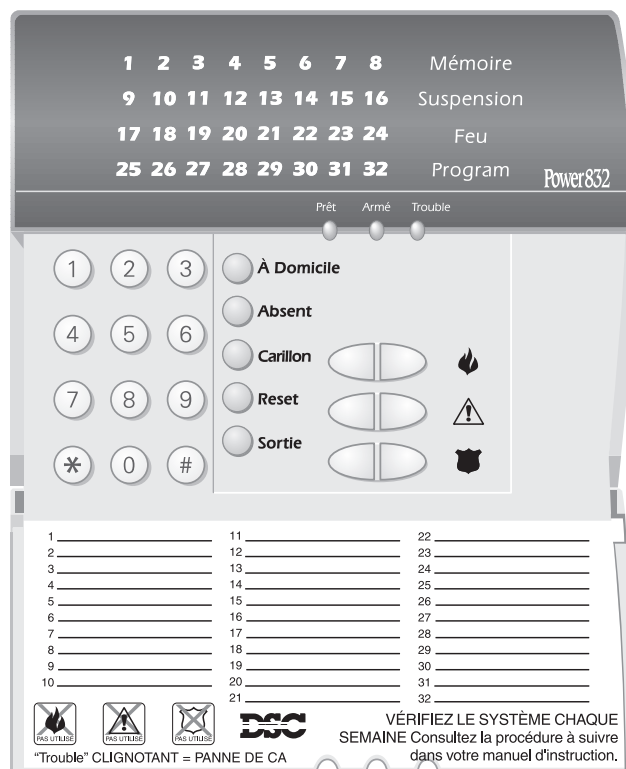 1 2 3 4 5 6 7 8 Mémoire
9 10 11 12 13 14 15 16 Suspension
17 18 19 20 21 22 23 24 Feu
25 26 27 28 29 30 31 32 Program
Power832
Prêt Armé Trouble
1 2 3
4 5 6
7 8 9
* 0 #
À Domicile
Absent
Carillon
Reset
Sortie
1
2
3
4
5
6
7
8
9
10
11
12
13
14
15
16
17
18
19
20
21
22
23
24
25
26
27
28
29
30
31
32
PAS UTILISÉ
PAS UTILISÉ
PAS UTILISÉ
DSC
"Trouble" CLIGNOTANT = PANNE DE CA
VÉRIFIEZ LE SYSTÈME CHAQUE
SEMAINE Consultez la procédure à suivre
dans votre manuel d'instruction.